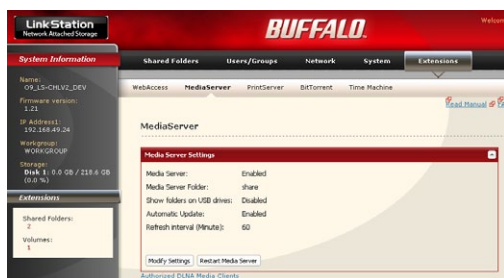 LinkStation
Network Attached Storage
BUFFALO.
Welcom
System Information
Shared Folders Users/Groups Network System Extensions
Name:
O9_LS-CHLV2_DEV
Firmware version:
1.21
IP Address1:
192.168.49.24
Workgroup:
WORKGROUP
Storage:
Disk 1: 0.0 GB / 218.6 GB
(0.0 %)
Extensions
Shared Folders:
2
Volumes:
1
WebAccess MediaServer PrintServer BitTorrent Time Machine
Read Manual
MediaServer
Media Server Settings
Media Server: Enabled
Media Server Folder: share
Show folders on USB drives: Disabled
Automatic Update: Enabled
Refresh interval (Minute): 60
Modify Settings Restart Media Server
Authorized DLNA Media Clients